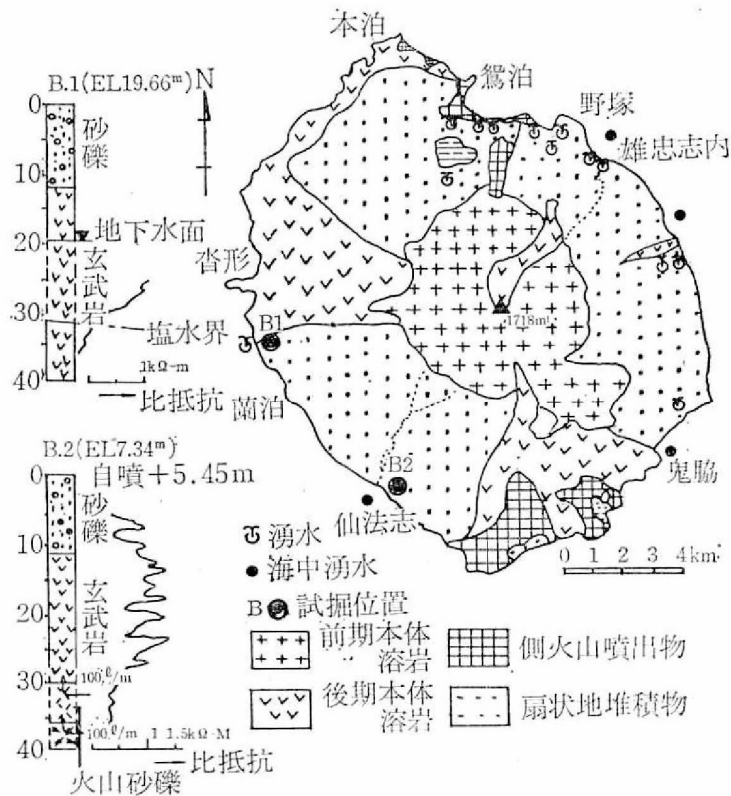 B.1(EL19.66m)
N
0
10
20
30
40
砂礫
地下水面
玄武岩
塩水界
1kΩ-m
比抵抗
B.2(EL7.34m)
自噴+5.45m
0
10
20
30
40
砂礫
玄武岩
100ℓ/m
100ℓ/m
1 1.5kΩ-M
比抵抗
火山砂礫
本泊
鴛泊
野塚
雄忠志内
沓形
B1
1718m
蘭泊
B2
仙法志
鬼脇
湧水
海中湧水
B 試掘位置
0 1 2 3 4km
前期本体
〃 溶岩
側火山噴出物
後期本体
溶岩
扇状地堆積物